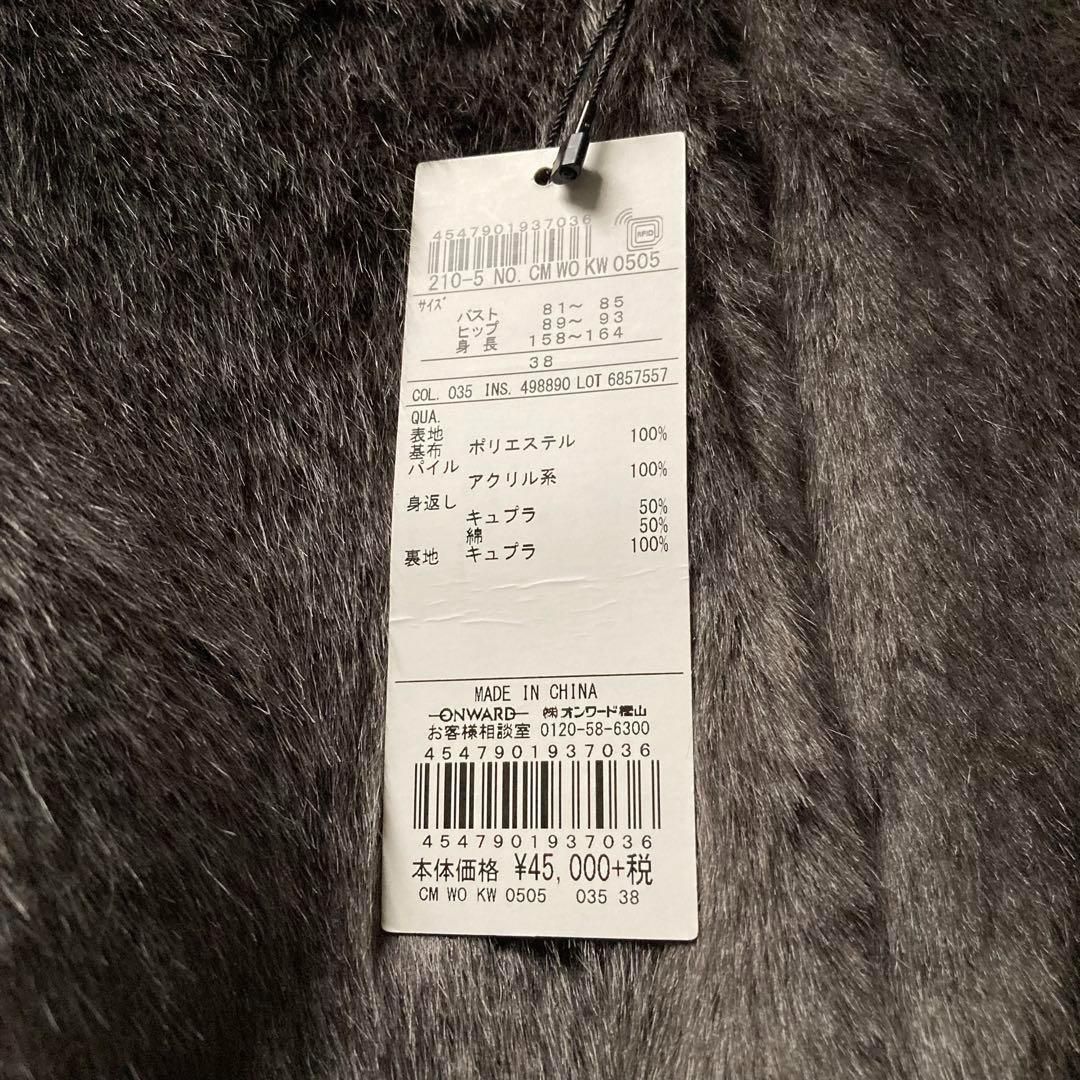 4547901937036
RFID
210-5 NO. CM WO KW 0505
サイズ
バスト 81～ 85
ヒップ 89～ 93
身長 158～164
38
COL. 035 INS. 498890 LOT 6857557
QUA.
表地
基布 ポリエステル 100%
パイル アクリル系 100%
身返し キュプラ 50%
綿 50%
裏地 キュプラ 100%
MADE IN CHINA
ONWARD ㈱オンワード樫山
お客様相談室 0120-58-6300
4547901937036
4547901937036
本体価格 ¥45,000+税
CM WO KW 0505 035 38